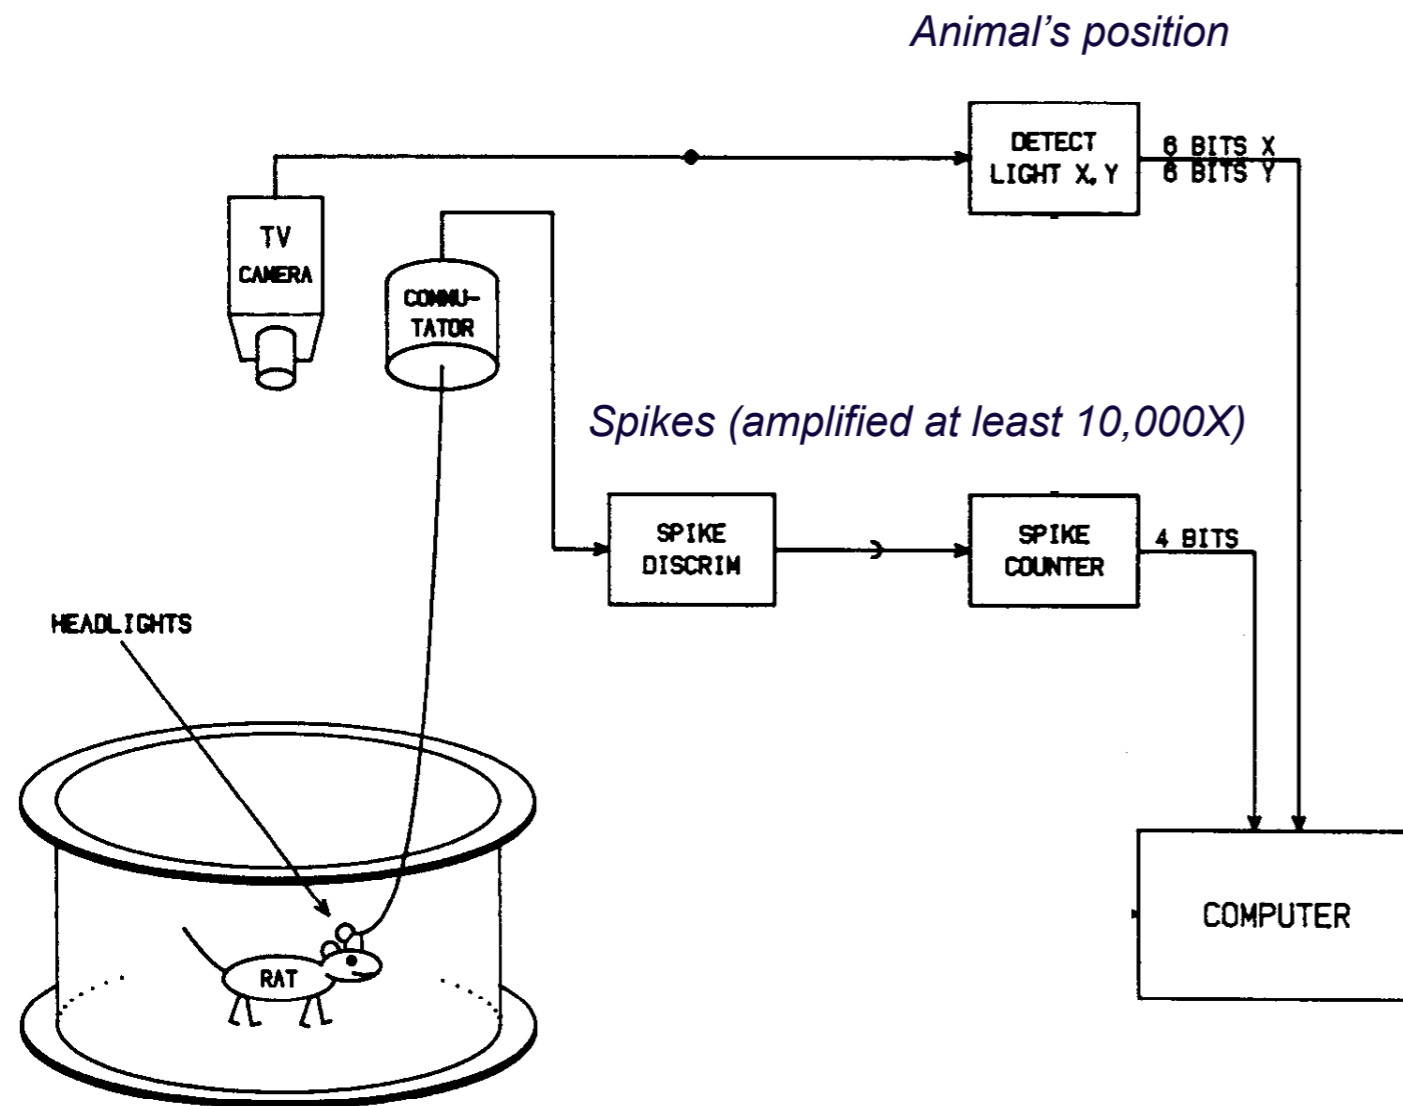 Animal's position
DETECT
LIGHT X,Y
6 BITS X
6 BITS Y
TV
CAMERA
COMMU-
TATOR
Spikes (amplified at least 10,000X)
SPIKE
DISCRIM
SPIKE
COUNTER
4 BITS
HEADLIGHTS
RAT
COMPUTER